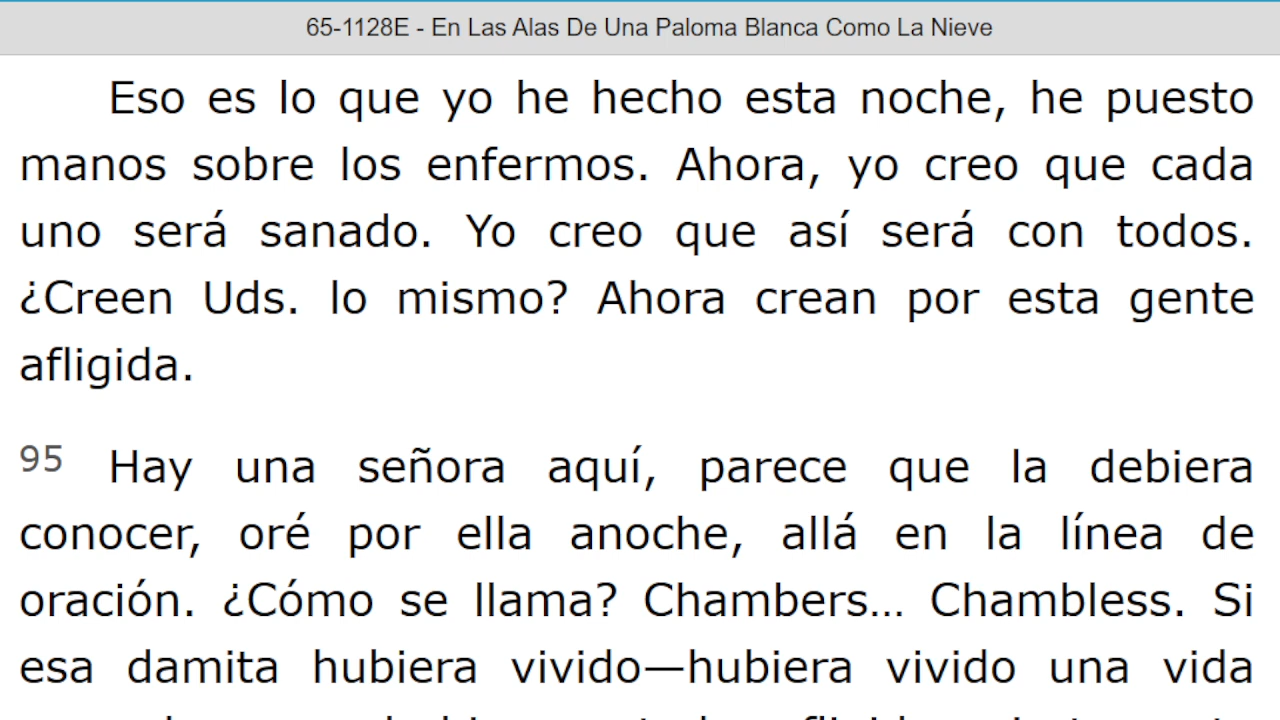 65-1128E - En Las Alas De Una Paloma Blanca Como La Nieve
Eso es lo que yo he hecho esta noche, he puesto
manos sobre los enfermos. Ahora, yo creo que cada
uno será sanado. Yo creo que así será con todos.
¿Creen Uds. lo mismo? Ahora crean por esta gente
afligida.
95 Hay una señora aquí, parece que la debiera
conocer, oré por ella anoche, allá en la línea de
oración. ¿Cómo se llama? Chambers… Chambless. Si
esa damita hubiera vivido—hubiera vivido una vida